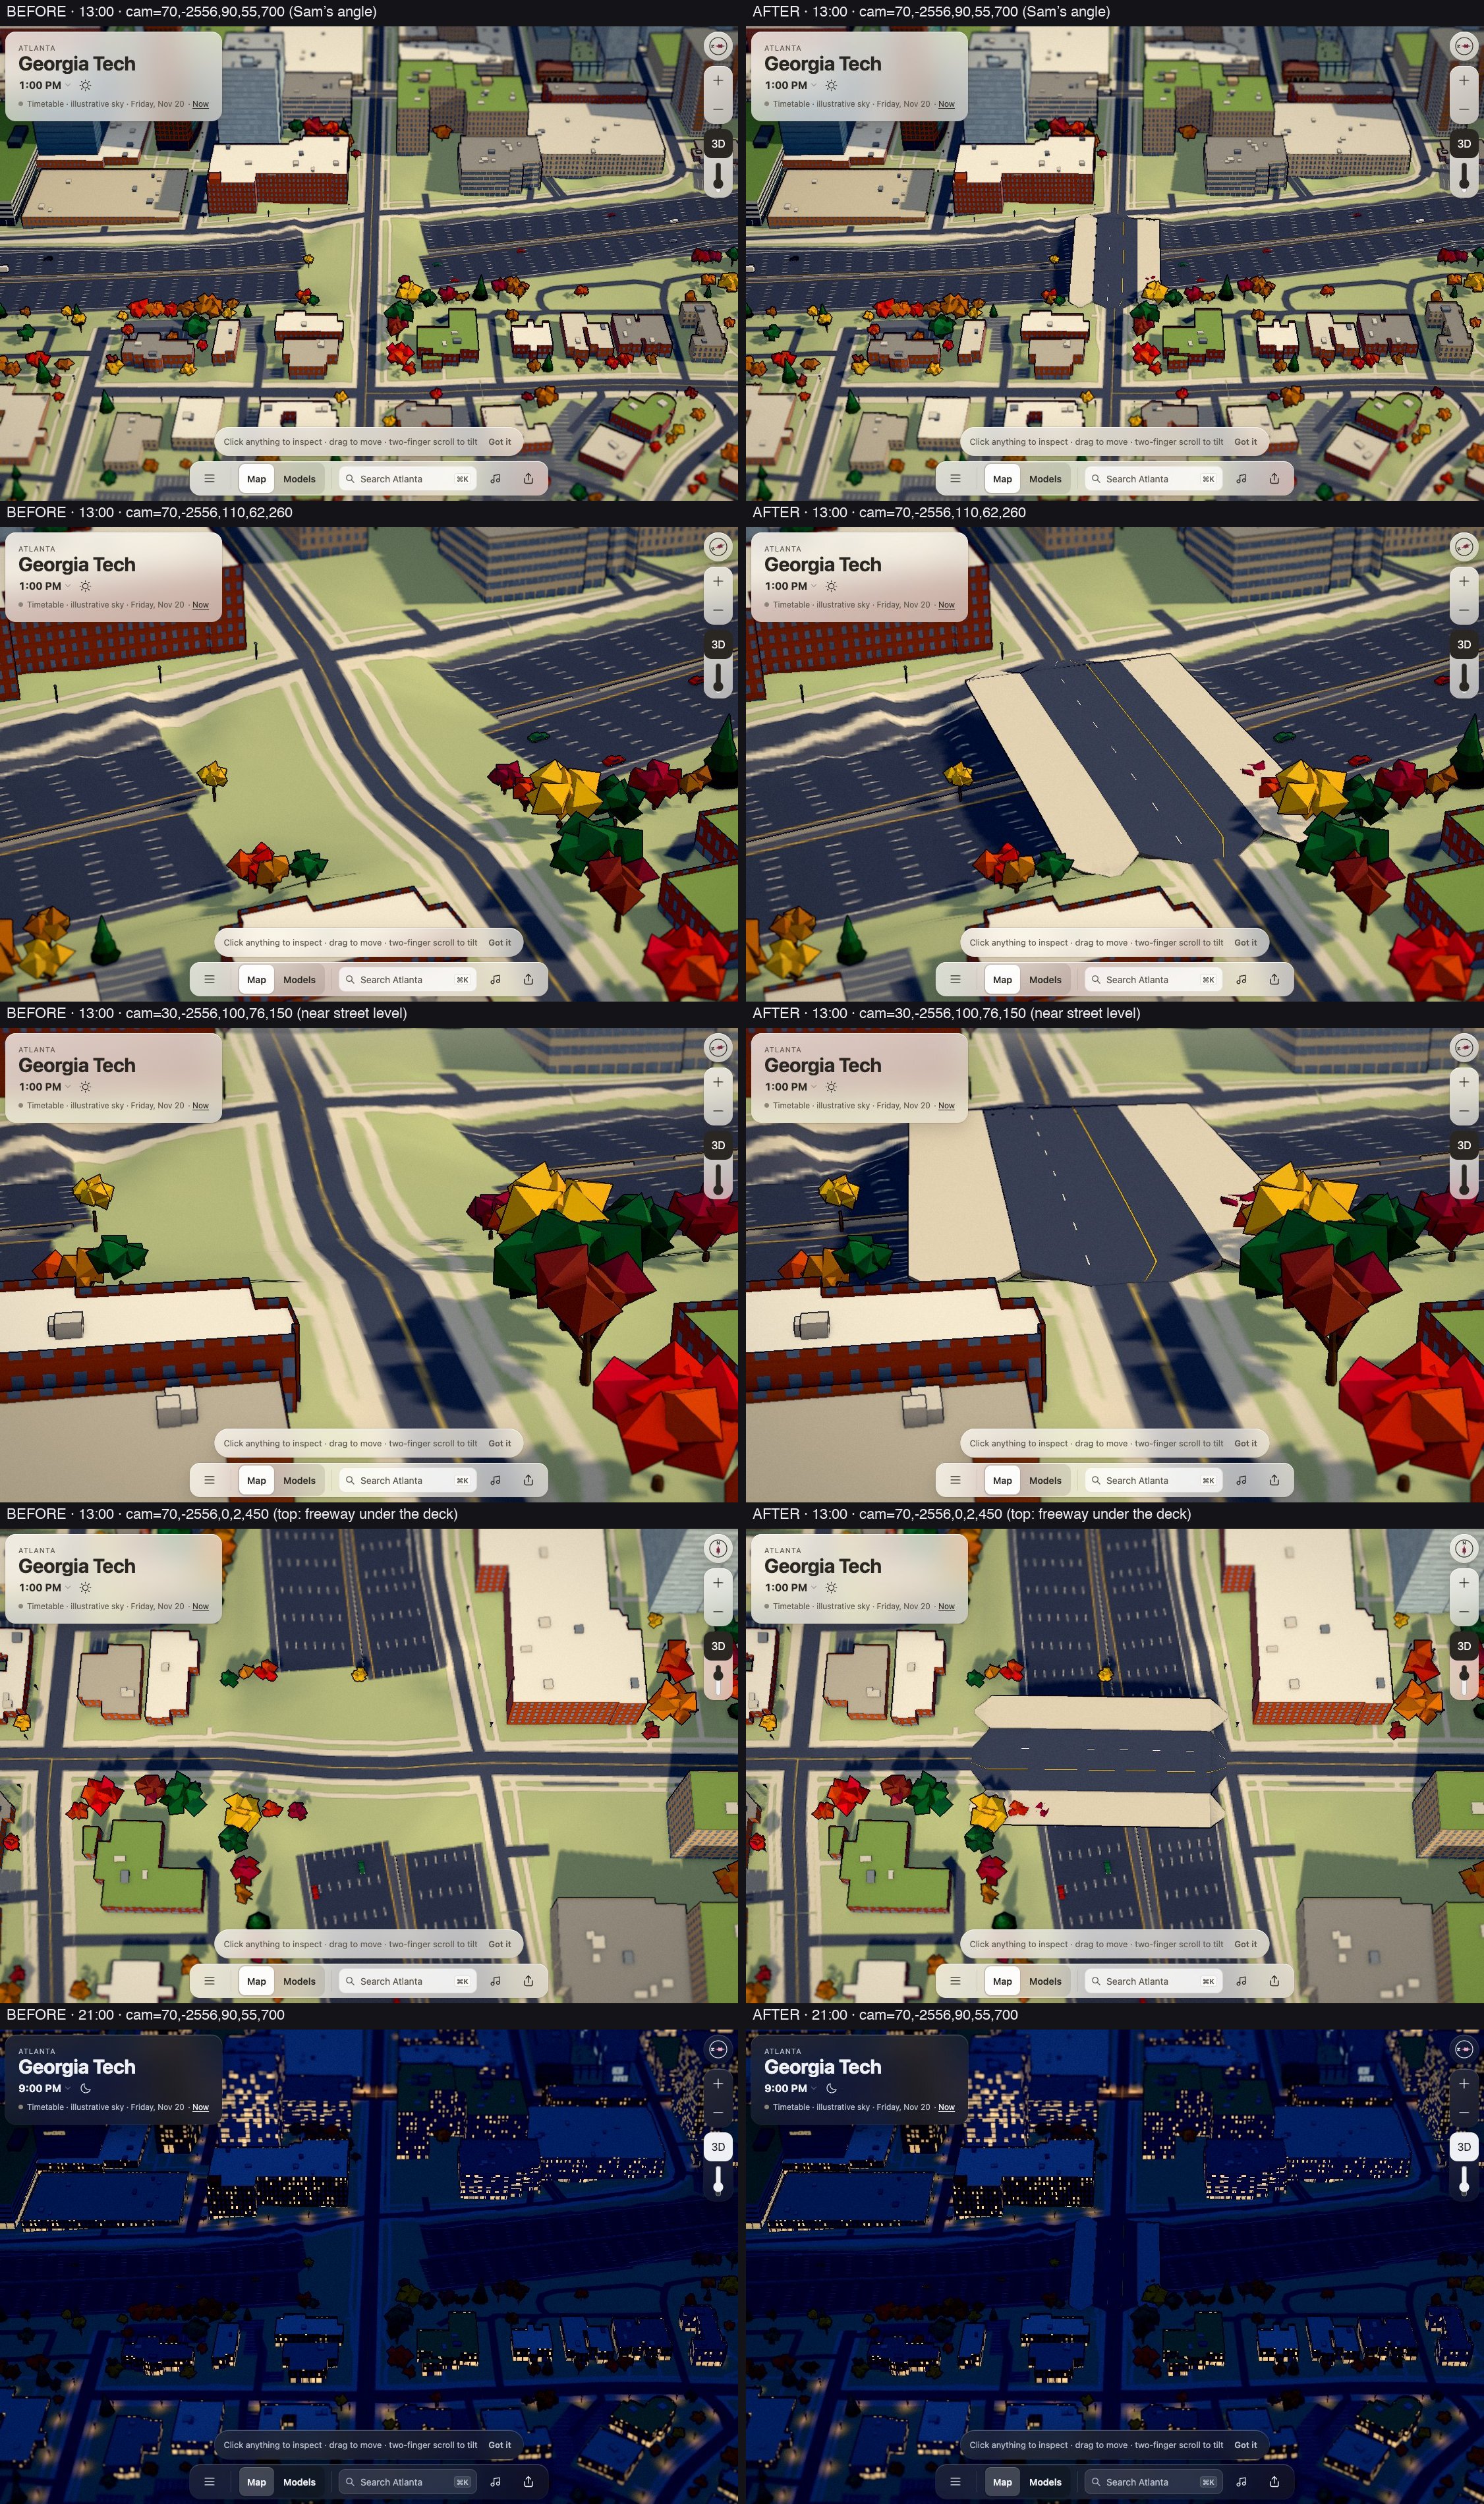 BEFORE · 13:00 · cam=70,-2556,90,55,700 (Sam's angle)
ATLANTA
Georgia Tech
1:00 PM
Timetable · illustrative sky · Friday, Nov 20 · Now
+
−
3D
Click anything to inspect · drag to move · two-finger scroll to tilt Got it
Map Models Search Atlanta ⌘K
AFTER · 13:00 · cam=70,-2556,90,55,700 (Sam's angle)
ATLANTA
Georgia Tech
1:00 PM
Timetable · illustrative sky · Friday, Nov 20 · Now
+
−
3D
Click anything to inspect · drag to move · two-finger scroll to tilt Got it
Map Models Search Atlanta ⌘K
BEFORE · 13:00 · cam=70,-2556,110,62,260
ATLANTA
Georgia Tech
1:00 PM
Timetable · illustrative sky · Friday, Nov 20 · Now
+
−
3D
Click anything to inspect · drag to move · two-finger scroll to tilt Got it
Map Models Search Atlanta ⌘K
AFTER · 13:00 · cam=70,-2556,110,62,260
ATLANTA
Georgia Tech
1:00 PM
Timetable · illustrative sky · Friday, Nov 20 · Now
+
−
3D
Click anything to inspect · drag to move · two-finger scroll to tilt Got it
Map Models Search Atlanta ⌘K
BEFORE · 13:00 · cam=30,-2556,100,76,150 (near street level)
ATLANTA
Georgia Tech
1:00 PM
Timetable · illustrative sky · Friday, Nov 20 · Now
+
−
3D
Click anything to inspect · drag to move · two-finger scroll to tilt Got it
Map Models Search Atlanta ⌘K
AFTER · 13:00 · cam=30,-2556,100,76,150 (near street level)
ATLANTA
Georgia Tech
1:00 PM
Timetable · illustrative sky · Friday, Nov 20 · Now
+
−
3D
Click anything to inspect · drag to move · two-finger scroll to tilt Got it
Map Models Search Atlanta ⌘K
BEFORE · 13:00 · cam=70,-2556,0,2,450 (top: freeway under the deck)
ATLANTA
Georgia Tech
1:00 PM
Timetable · illustrative sky · Friday, Nov 20 · Now
N
+
−
3D
Click anything to inspect · drag to move · two-finger scroll to tilt Got it
Map Models Search Atlanta ⌘K
AFTER · 13:00 · cam=70,-2556,0,2,450 (top: freeway under the deck)
ATLANTA
Georgia Tech
1:00 PM
Timetable · illustrative sky · Friday, Nov 20 · Now
N
+
−
3D
Click anything to inspect · drag to move · two-finger scroll to tilt Got it
Map Models Search Atlanta ⌘K
BEFORE · 21:00 · cam=70,-2556,90,55,700
ATLANTA
Georgia Tech
9:00 PM
Timetable · illustrative sky · Friday, Nov 20 · Now
+
−
3D
Click anything to inspect · drag to move · two-finger scroll to tilt Got it
Map Models Search Atlanta ⌘K
AFTER · 21:00 · cam=70,-2556,90,55,700
ATLANTA
Georgia Tech
9:00 PM
Timetable · illustrative sky · Friday, Nov 20 · Now
+
−
3D
Click anything to inspect · drag to move · two-finger scroll to tilt Got it
Map Models Search Atlanta ⌘K